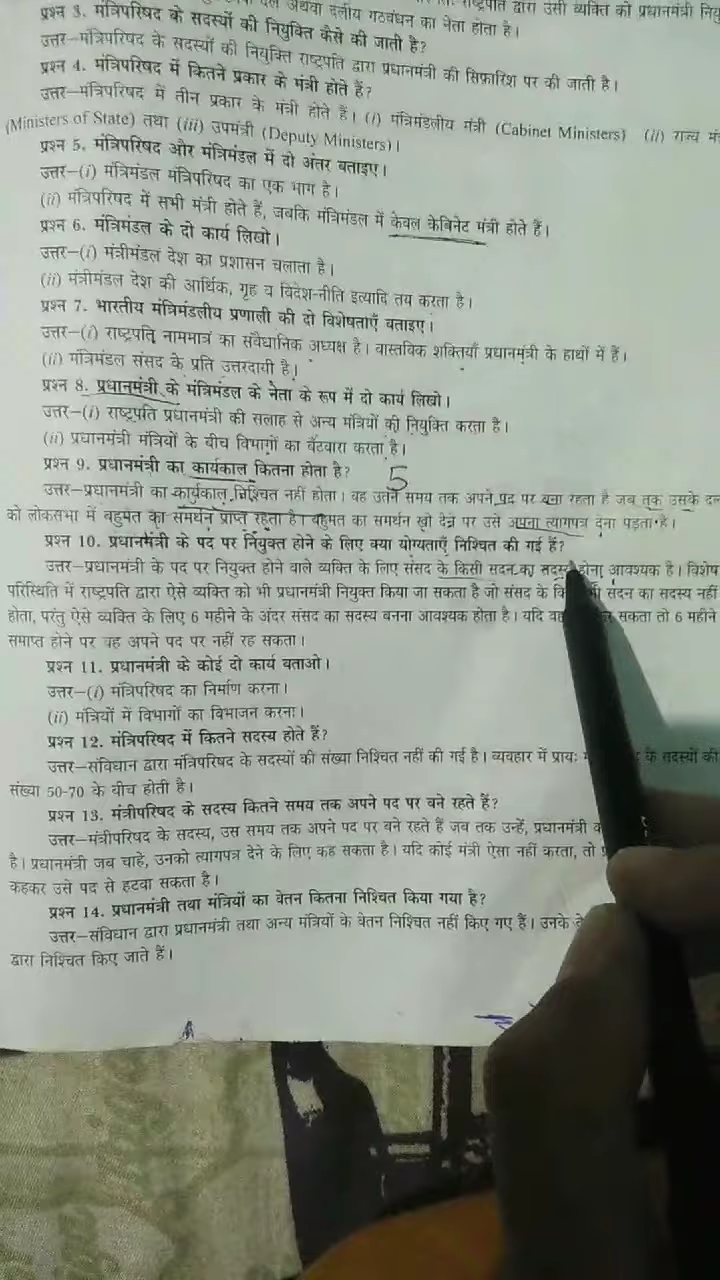 अथवा दलीय गठबंधन का नेता होता है। राष्ट्रपति द्वारा उसी व्यक्ति को प्रधानमंत्री
प्रश्न 3. मंत्रिपरिषद के सदस्यों की नियुक्ति कैसे की जाती है?
उत्तर–मंत्रिपरिषद के सदस्यों की नियुक्ति राष्ट्रपति द्वारा प्रधानमंत्री की सिफ़ारिश पर की जाती है।
प्रश्न 4. मंत्रिपरिषद में कितने प्रकार के मंत्री होते हैं?
उत्तर–मंत्रिपरिषद में तीन प्रकार के मंत्री होते हैं। (i) मंत्रिमंडलीय मंत्री (Cabinet Ministers) (ii) राज्य
(Ministers of State) तथा (iii) उपमंत्री (Deputy Ministers)।
प्रश्न 5. मंत्रिपरिषद और मंत्रिमंडल में दो अंतर बताइए।
उत्तर–(i) मंत्रिमंडल मंत्रिपरिषद का एक भाग है।
(ii) मंत्रिपरिषद में सभी मंत्री होते हैं, जबकि मंत्रिमंडल में केवल केबिनेट मंत्री होते हैं।
प्रश्न 6. मंत्रिमंडल के दो कार्य लिखो।
उत्तर–(i) मंत्रीमंडल देश का प्रशासन चलाता है।
(ii) मंत्रीमंडल देश की आर्थिक, गृह व विदेश-नीति इत्यादि तय करता है।
प्रश्न 7. भारतीय मंत्रिमंडलीय प्रणाली की दो विशेषताएँ बताइए।
उत्तर–(i) राष्ट्रपति नाममात्र का संवैधानिक अध्यक्ष है। वास्तविक शक्तियाँ प्रधानमंत्री के हाथों में हैं।
(ii) मंत्रिमंडल संसद के प्रति उत्तरदायी है।
प्रश्न 8. प्रधानमंत्री के मंत्रिमंडल के नेता के रूप में दो कार्य लिखो।
उत्तर–(i) राष्ट्रपति प्रधानमंत्री की सलाह से अन्य मंत्रियों की नियुक्ति करता है।
(ii) प्रधानमंत्री मंत्रियों के बीच विभागों का बँटवारा करता है।
प्रश्न 9. प्रधानमंत्री का कार्यकाल कितना होता है? 5
उत्तर–प्रधानमंत्री का कार्यकाल निश्चित नहीं होता। वह उतने समय तक अपने पद पर बना रहता है जब तक उसके दल
को लोकसभा में बहुमत का समर्थन प्राप्त रहता है। बहुमत का समर्थन खो देने पर उसे अपना त्यागपत्र देना पड़ता है।
प्रश्न 10. प्रधानमंत्री के पद पर नियुक्त होने के लिए क्या योग्यताएँ निश्चित की गई हैं?
उत्तर–प्रधानमंत्री के पद पर नियुक्त होने वाले व्यक्ति के लिए संसद के किसी सदन का सदस्य होना आवश्यक है। विशेष
परिस्थिति में राष्ट्रपति द्वारा ऐसे व्यक्ति को भी प्रधानमंत्री नियुक्त किया जा सकता है जो संसद के सदन का सदस्य नहीं
होता, परंतु ऐसे व्यक्ति के लिए 6 महीने के अंदर संसद का सदस्य बनना आवश्यक होता है। यदि सकता तो 6 महीने
समाप्त होने पर वह अपने पद पर नहीं रह सकता।
प्रश्न 11. प्रधानमंत्री के कोई दो कार्य बताओ।
उत्तर–(i) मंत्रिपरिषद का निर्माण करना।
(ii) मंत्रियों में विभागों का विभाजन करना।
प्रश्न 12. मंत्रिपरिषद में कितने सदस्य होते हैं?
उत्तर–संविधान द्वारा मंत्रिपरिषद के सदस्यों की संख्या निश्चित नहीं की गई है। व्यवहार में प्रायः के सदस्यों की
संख्या 50-70 के बीच होती है।
प्रश्न 13. मंत्रीपरिषद के सदस्य कितने समय तक अपने पद पर बने रहते हैं?
उत्तर–मंत्रीपरिषद के सदस्य, उस समय तक अपने पद पर बने रहते हैं जब तक उन्हें, प्रधानमंत्री
है। प्रधानमंत्री जब चाहें, उनको त्यागपत्र देने के लिए कह सकता है। यदि कोई मंत्री ऐसा नहीं करता, तो
कहकर उसे पद से हटवा सकता है।
प्रश्न 14. प्रधानमंत्री तथा मंत्रियों का वेतन कितना निश्चित किया गया है?
उत्तर–संविधान द्वारा प्रधानमंत्री तथा अन्य मंत्रियों के वेतन निश्चित नहीं किए गए हैं। उनके
द्वारा निश्चित किए जाते हैं।